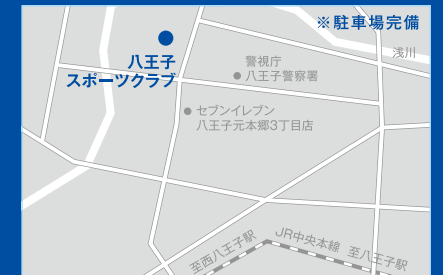 ※駐車場完備
浅川
八王子
スポーツクラブ
警視庁
八王子警察署
セブンイレブン
八王子元本郷3丁目店
至西八王子駅
JR中央本線
至八王子駅